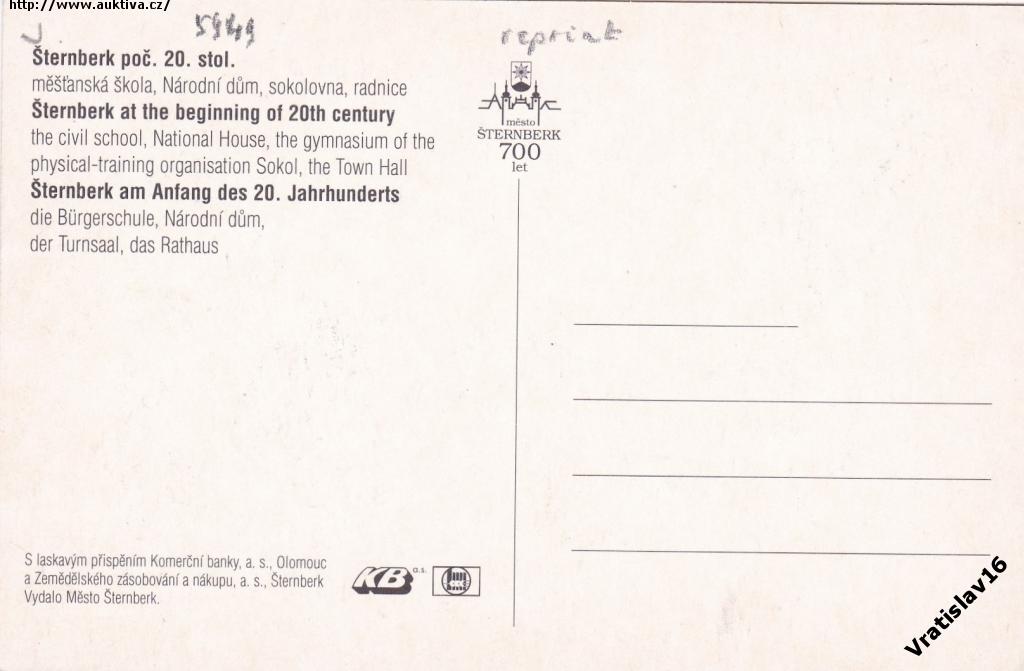 http://www.auktiva.cz/
5949
reprint
Šternberk poč. 20. stol.
měšťanská škola, Národní dům, sokolovna, radnice
Šternberk at the beginning of 20th century
the civil school, National House, the gymnasium of the
physical-training organisation Sokol, the Town Hall
Šternberk am Anfang des 20. Jahrhunderts
die Bürgerschule, Národní dům,
der Turnsaal, das Rathaus
město
ŠTERNBERK
700
let
S laskavým přispěním Komerční banky, a. s., Olomouc
a Zemědělského zásobování a nákupu, a. s., Šternberk
Vydalo Město Šternberk.
KB a.s.
Vratislav16